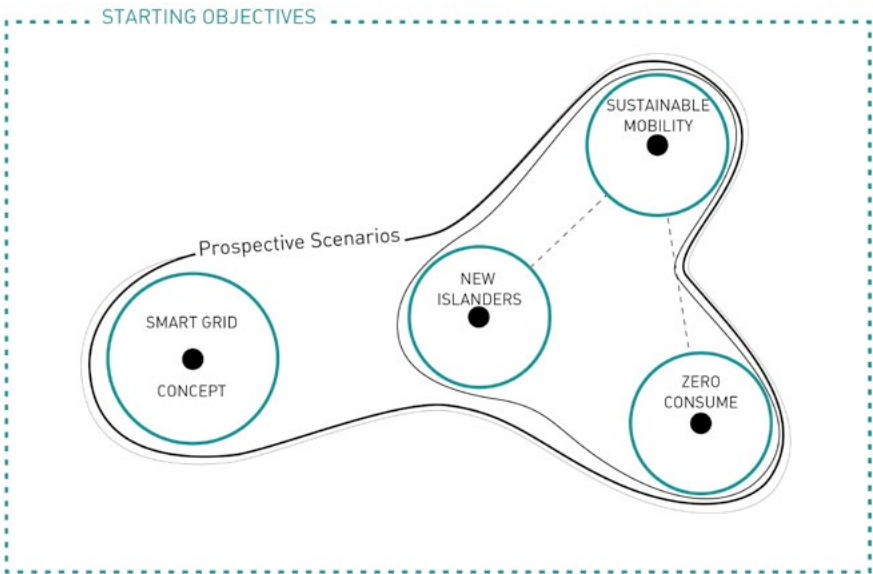 STARTING OBJECTIVES
SUSTAINABLE
MOBILITY
Prospective Scenarios
NEW
ISLANDERS
SMART GRID
CONCEPT
ZERO
CONSUME